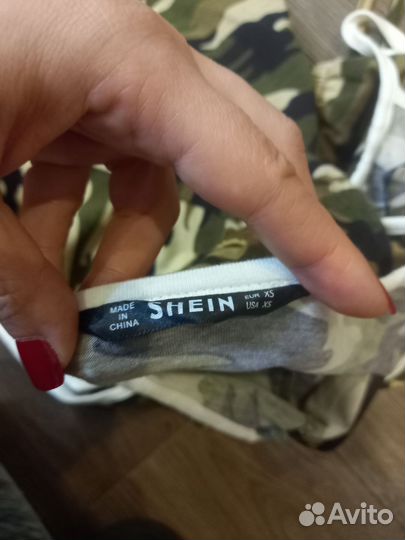 MADE
IN
CHINA
SHEIN
EUR XS
USA XS
Avito